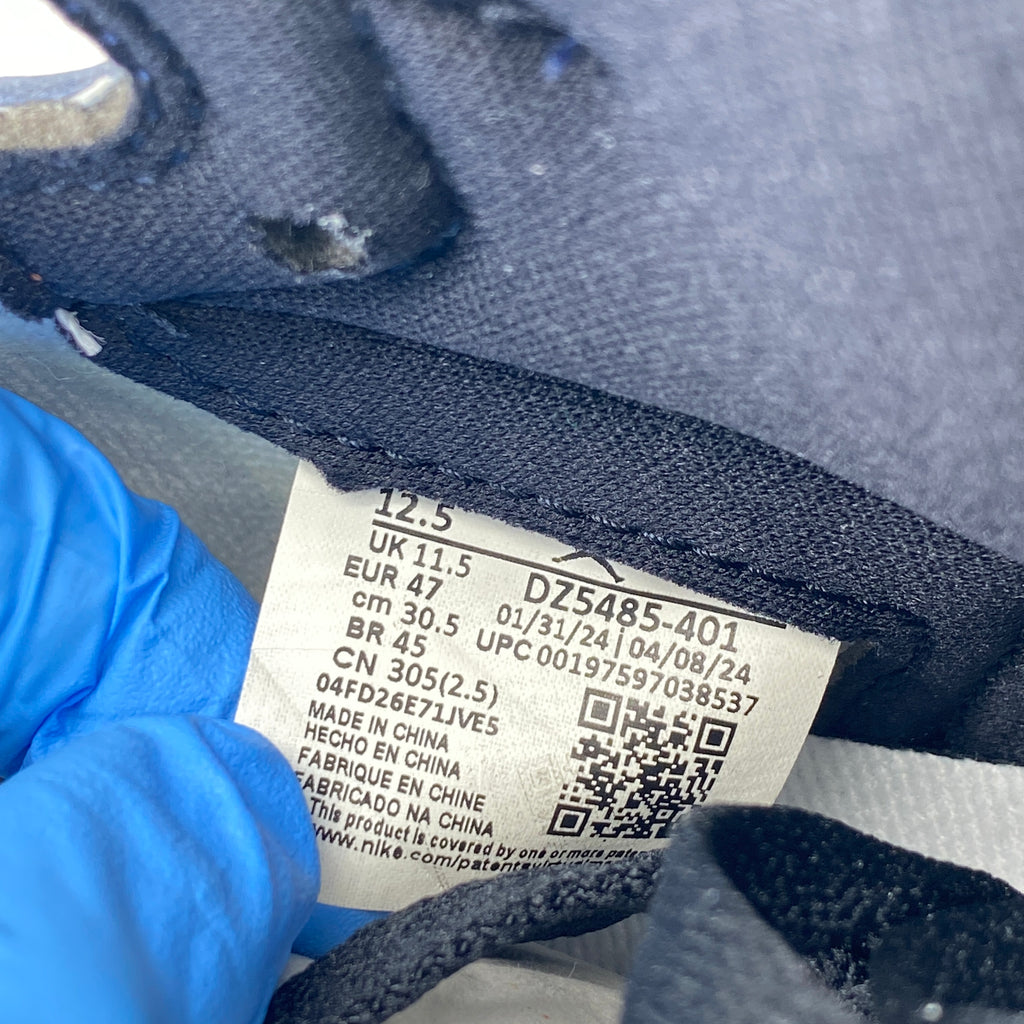 12.5
UK 11.5
EUR 47
cm 30.5
BR 45
CN 305(2.5)
04FD26E71JVE5
MADE IN CHINA
HECHO EN CHINA
FABRIQUE EN CHINE
FABRICADO NA CHINA
This product is covered by one or more
www.nike.com/
DZ5485-401
01/31/24 | 04/08/24
UPC 00197597038537